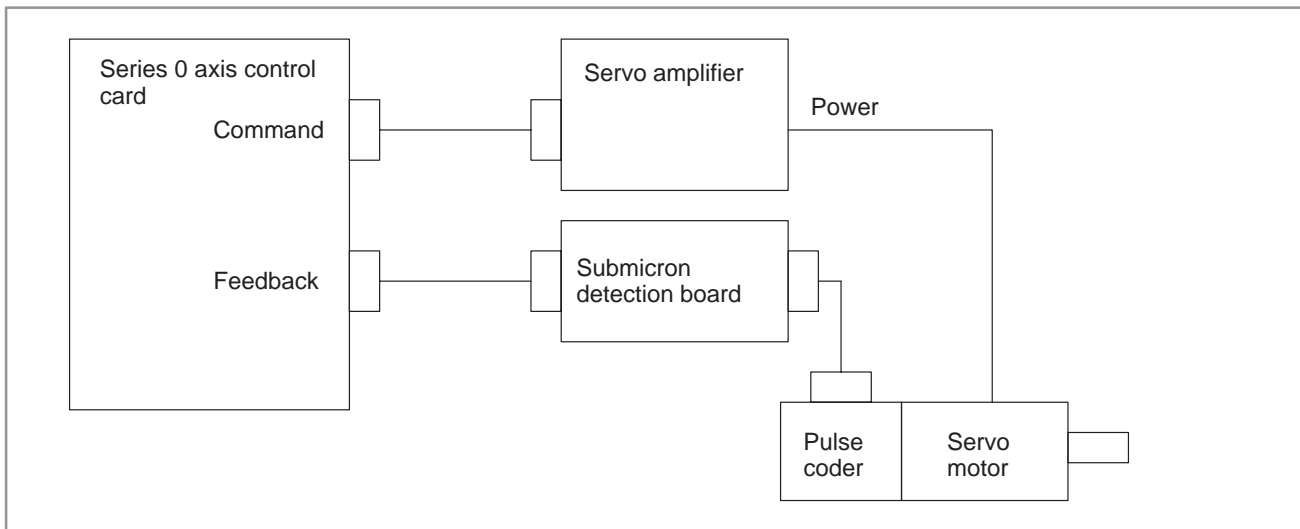 Series 0 axis control
card
Command
Feedback
Servo amplifier
Power
Submicron
detection board
Pulse
coder
Servo
motor